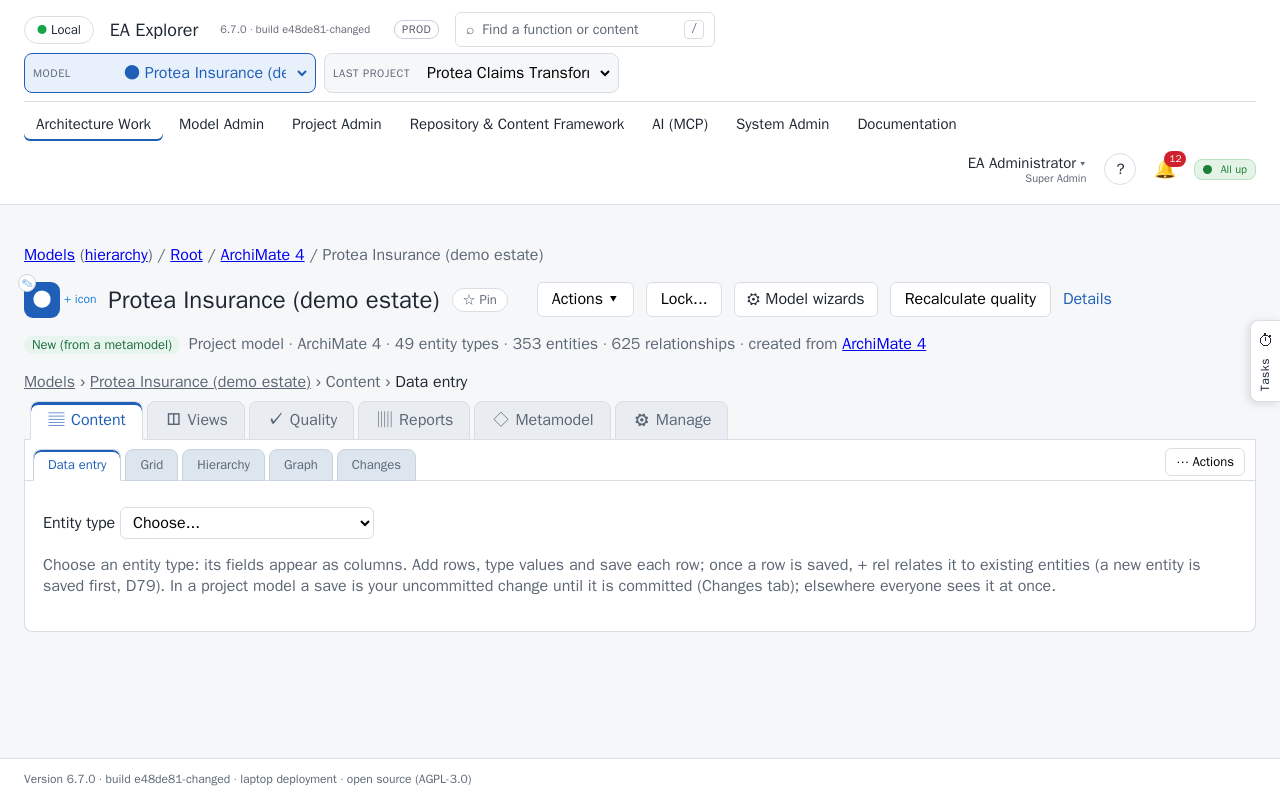 Local
EA Explorer
6.7.0 · build e48de81-changed
PROD
Find a function or content
/
MODEL
Protea Insurance (de
LAST PROJECT
Protea Claims Transfor
Architecture Work
Model Admin
Project Admin
Repository & Content Framework
AI (MCP)
System Admin
Documentation
EA Administrator
Super Admin
?
12
All up
Models (hierarchy) / Root / ArchiMate 4 / Protea Insurance (demo estate)
+ icon
Protea Insurance (demo estate)
☆ Pin
Actions
Lock...
Model wizards
Recalculate quality
Details
New (from a metamodel)
Project model · ArchiMate 4 · 49 entity types · 353 entities · 625 relationships · created from ArchiMate 4
Tasks
Models › Protea Insurance (demo estate) › Content › Data entry
Content
Views
Quality
Reports
Metamodel
Manage
Data entry
Grid
Hierarchy
Graph
Changes
··· Actions
Entity type
Choose...
Choose an entity type: its fields appear as columns. Add rows, type values and save each row; once a row is saved, + rel relates it to existing entities (a new entity is
saved first, D79). In a project model a save is your uncommitted change until it is committed (Changes tab); elsewhere everyone sees it at once.
Version 6.7.0 · build e48de81-changed · laptop deployment · open source (AGPL-3.0)